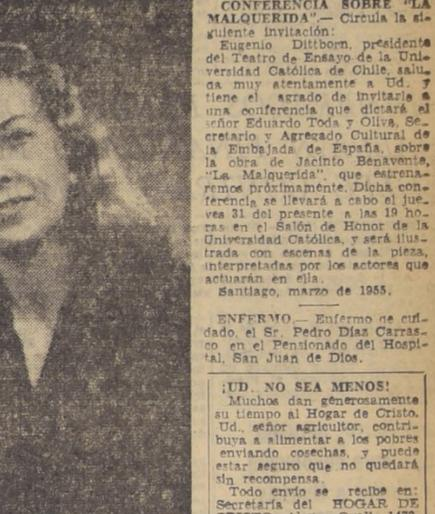 CONFERENCIA SOBRE "LA
MALQUERIDA".— Circula la si-
guiente invitación:
Eugenio Dittborn, presidente
del Teatro de Ensayo de la Uni-
versidad Católica de Chile, salu-
da muy atentamente a Ud. y
tiene el agrado de invitarle a
una conferencia que dictará el
señor Eduardo Toda y Oliva, Se-
cretario y Agregado Cultural de
la Embajada de España, sobre
la obra de Jacinto Benavente,
"La Malquerida", que estrena-
remos próximamente. Dicha con-
ferencia se llevará a cabo el jue-
ves 31 del presente a las 19 ho-
ras en el Salón de Honor de la
Universidad Católica, y será ilus-
trada con escenas de la pieza,
interpretadas por los actores que
actuarán en ella.
Santiago, marzo de 1955.
ENFERMO.— Enfermo de cui-
dado, el Sr. Pedro Díaz Carras-
co en el Pensionado del Hospi-
tal, San Juan de Dios.
¡UD. NO SEA MENOS!
Muchos dan generosamente
su tiempo al Hogar de Cristo.
Ud., señor agricultor, contri-
buya a alimentar a los pobres
enviando cosechas, y puede
estar seguro que no quedará
sin recompensa.
Todo envío se recibe en:
Secretaría del HOGAR DE